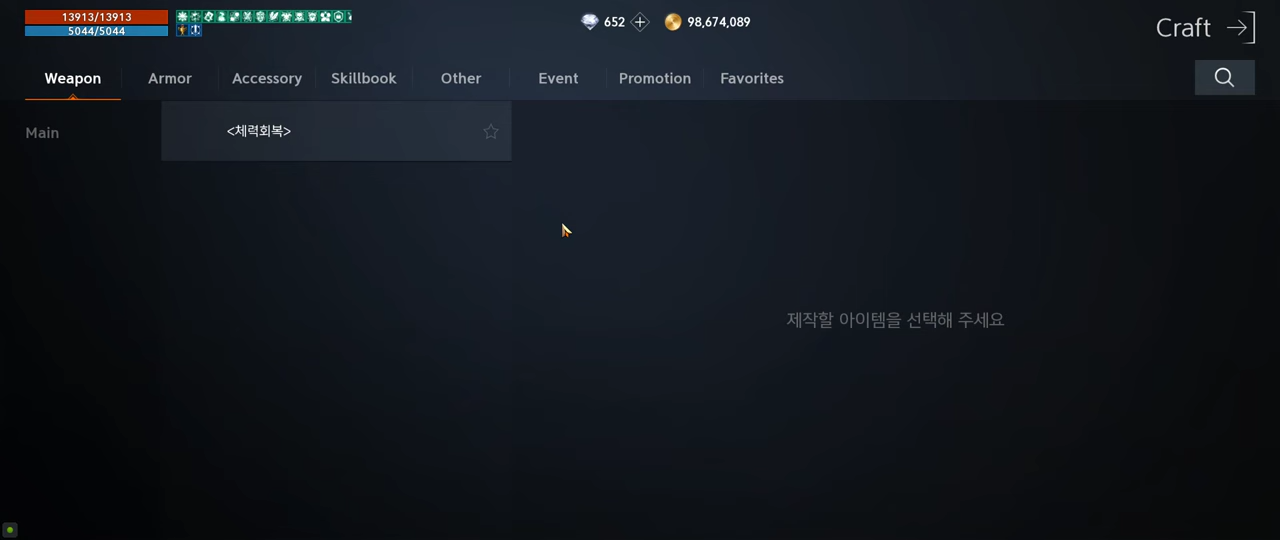 13913/13913
5044/5044
652
98,674,089
Craft
Weapon
Armor
Accessory
Skillbook
Other
Event
Promotion
Favorites
Main
<체력회복>
제작할 아이템을 선택해 주세요